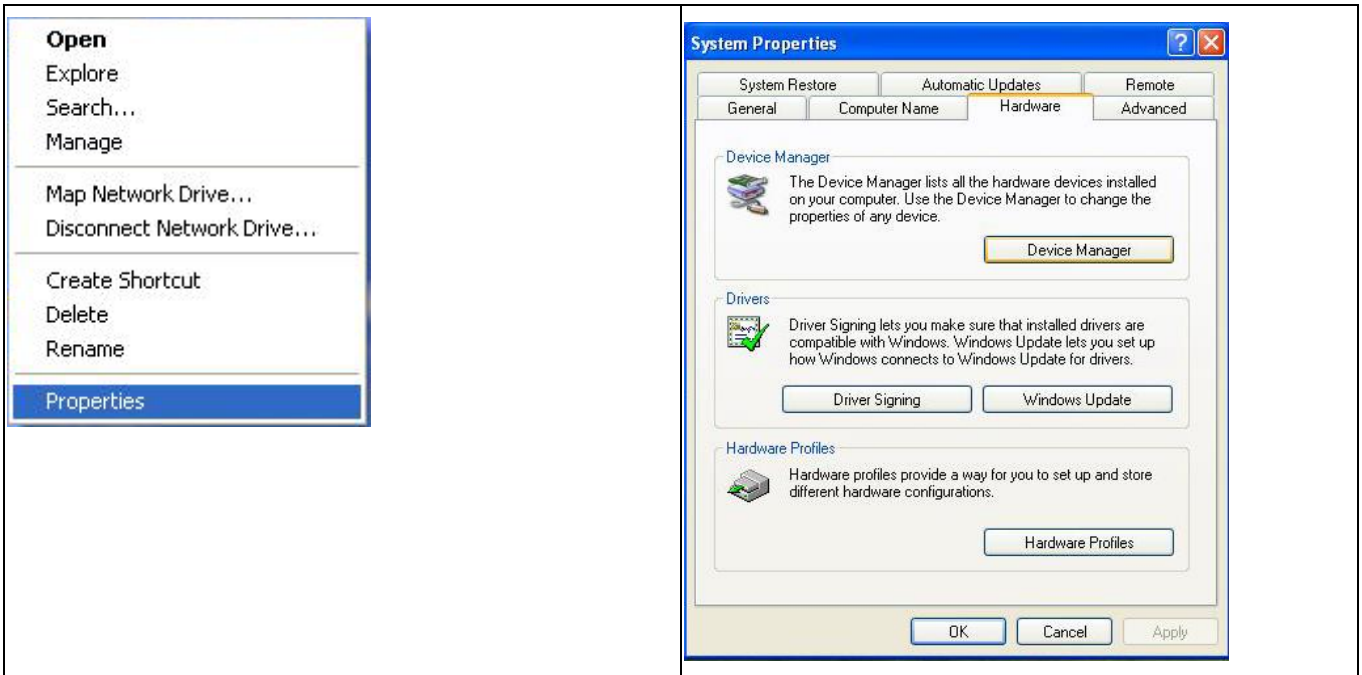 Open
Explore
Search...
Manage
Map Network Drive...
Disconnect Network Drive...
Create Shortcut
Delete
Rename
Properties
System Properties
System Restore
Automatic Updates
Remote
General
Computer Name
Hardware
Advanced
Device Manager
The Device Manager lists all the hardware devices installed
on your computer. Use the Device Manager to change the
properties of any device.
Device Manager
Drivers
Driver Signing lets you make sure that installed drivers are
compatible with Windows. Windows Update lets you set up
how Windows connects to Windows Update for drivers.
Driver Signing
Windows Update
Hardware Profiles
Hardware profiles provide a way for you to set up and store
different hardware configurations.
Hardware Profiles
OK
Cancel
Apply